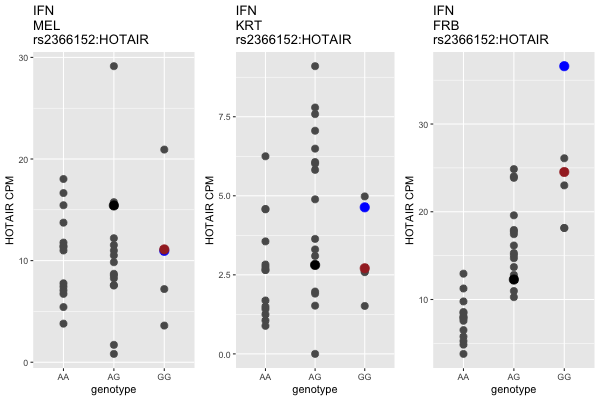 IFN
MEL
rs2366152:HOTAIR
30
20
10
0
HOTAIR CPM
AA
AG
GG
genotype
IFN
KRT
rs2366152:HOTAIR
7.5
5.0
2.5
0.0
HOTAIR CPM
AA
AG
GG
genotype
IFN
FRB
rs2366152:HOTAIR
30
20
10
HOTAIR CPM
AA
AG
GG
genotype